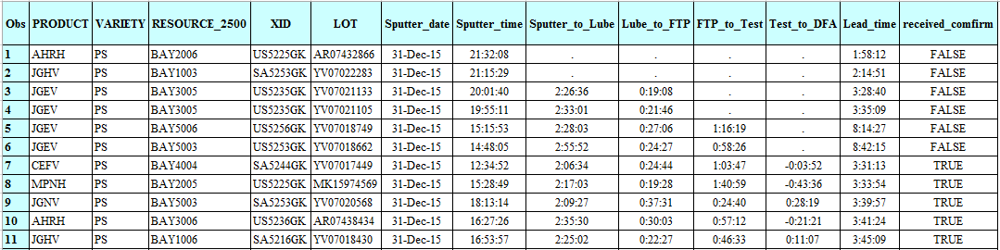 Obs PRODUCT VARIETY RESOURCE_2500 XID LOT Sputter_date Sputter_time Sputter_to_Lube Lube_to_FTP FTP_to_Test Test_to_DFA Lead_time received_confirm
1 AHRH PS BAY2006 US5225GK AR07432866 31-Dec-15 21:32:08 . . . . 1:58:12 FALSE
2 JGHV PS BAY1003 SA5253GK YV07022283 31-Dec-15 21:15:29 . . . . 2:14:51 FALSE
3 JGEV PS BAY3005 US5235GK YV07021133 31-Dec-15 20:01:40 2:26:36 0:19:08 . . 3:28:40 FALSE
4 JGEV PS BAY3005 US5235GK YV07021105 31-Dec-15 19:55:11 2:33:01 0:21:46 . . 3:35:09 FALSE
5 JGEV PS BAY5006 US5256GK YV07018749 31-Dec-15 15:15:53 2:28:03 0:27:06 1:16:19 . 8:14:27 FALSE
6 JGEV PS BAY5003 US5253GK YV07018662 31-Dec-15 14:48:05 2:55:52 0:24:27 0:58:26 . 8:42:15 FALSE
7 CEFV PS BAY4004 SA5244GK YV07017449 31-Dec-15 12:34:52 2:06:34 0:24:44 1:03:47 -0:03:52 3:31:13 TRUE
8 MPNH PS BAY2005 US5225GK MK15974569 31-Dec-15 15:28:49 2:17:03 0:19:28 1:40:59 -0:43:36 3:33:54 TRUE
9 JGNV PS BAY5003 SA5253GK YV07020568 31-Dec-15 18:13:14 2:09:27 0:37:31 0:24:40 0:28:19 3:39:57 TRUE
10 AHRH PS BAY3006 US5236GK AR07438434 31-Dec-15 16:27:26 2:35:30 0:30:03 0:57:12 -0:21:21 3:41:24 TRUE
11 JGHV PS BAY1006 SA5216GK YV07018430 31-Dec-15 16:53:57 2:25:02 0:22:27 0:46:33 0:11:07 3:45:09 TRUE